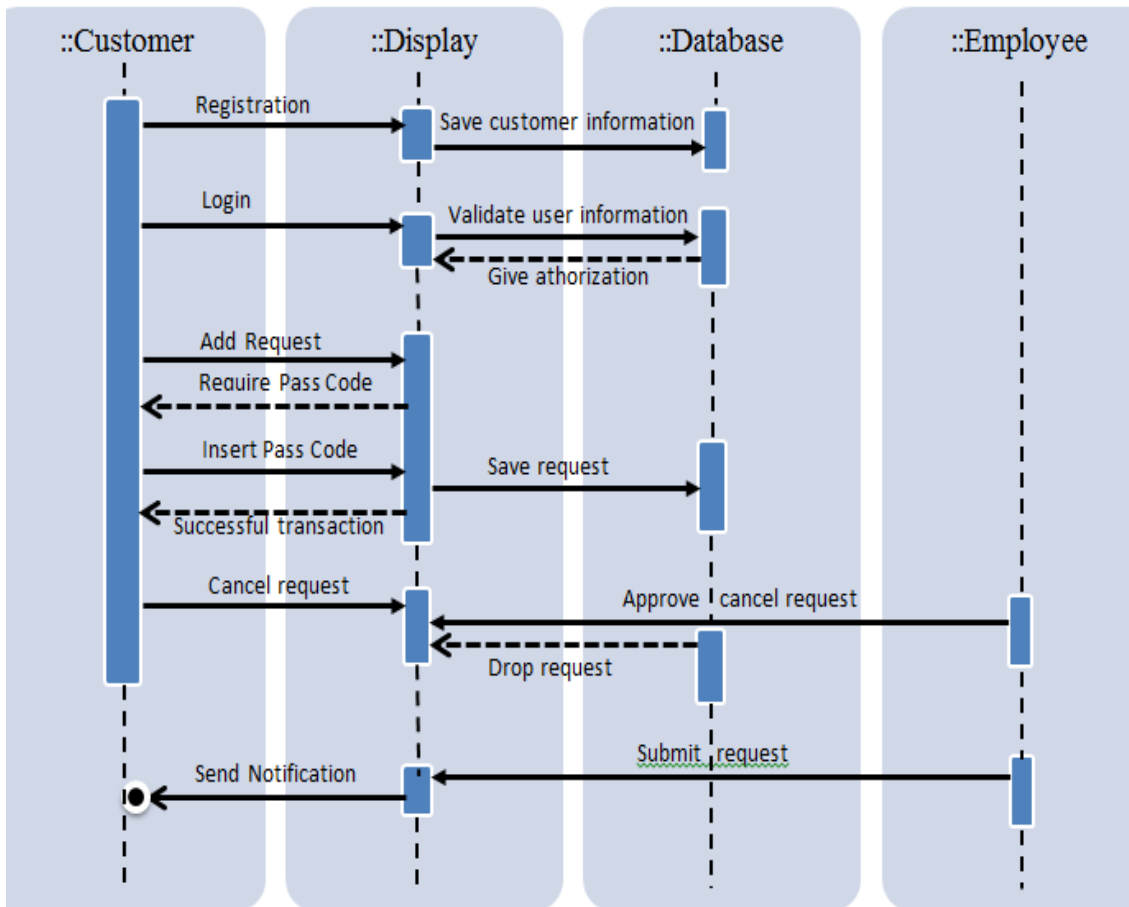 ::Customer
::Display
::Database
::Employee
Registration
Save customer information
Login
Validate user information
Give athorization
Add Request
Require Pass Code
Insert Pass Code
Save request
Successful transaction
Cancel request
Approve cancel request
Drop request
Submit request
Send Notification